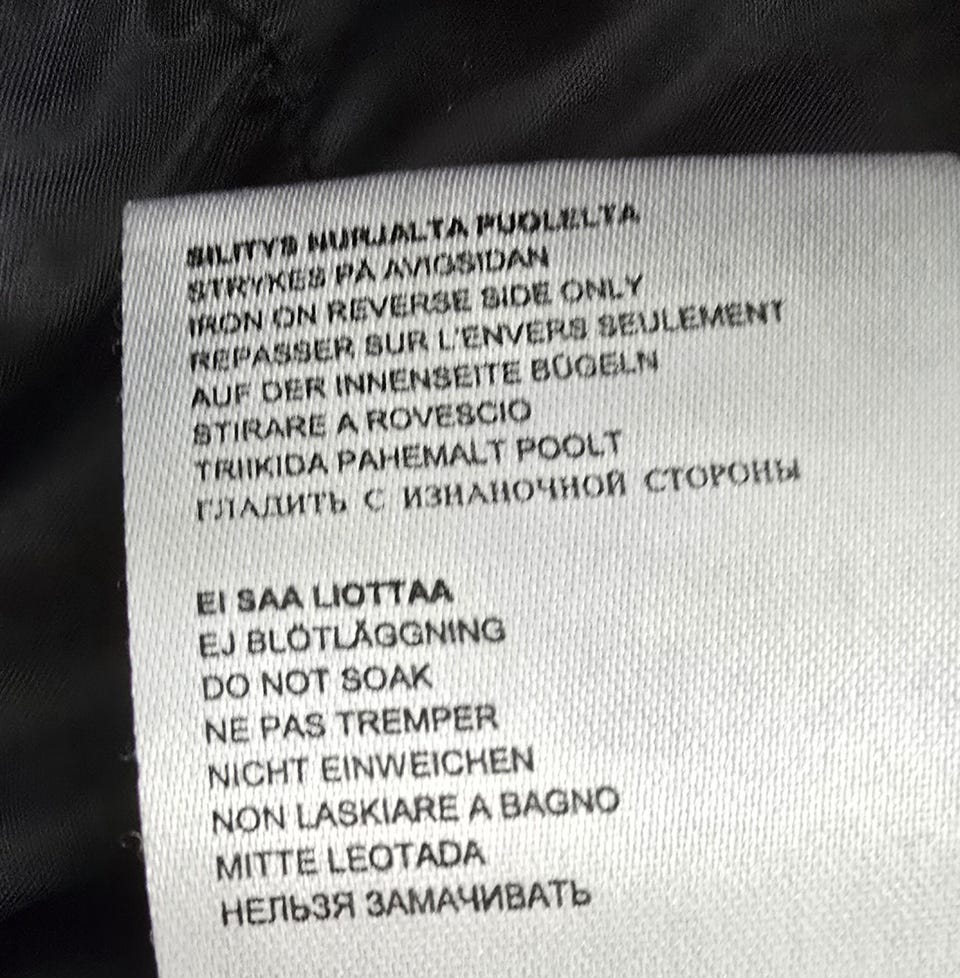 SILITYS NURJALTA PUOLELTA
STRYKES PÅ AVIGSIDAN
IRON ON REVERSE SIDE ONLY
REPASSER SUR L'ENVERS SEULEMENT
AUF DER INNENSEITE BÜGELN
STIRARE A ROVESCIO
TRIIKIDA PAHEMALT POOLT
ГЛАДИТЬ С ИЗНАНОЧНОЙ СТОРОНЫ
EI SAA LIOTTAA
EJ BLÖTLÄGGNING
DO NOT SOAK
NE PAS TREMPER
NICHT EINWEICHEN
NON LASKIARE A BAGNO
MITTE LEOTADA
НЕЛЬЗЯ ЗАМАЧИВАТЬ